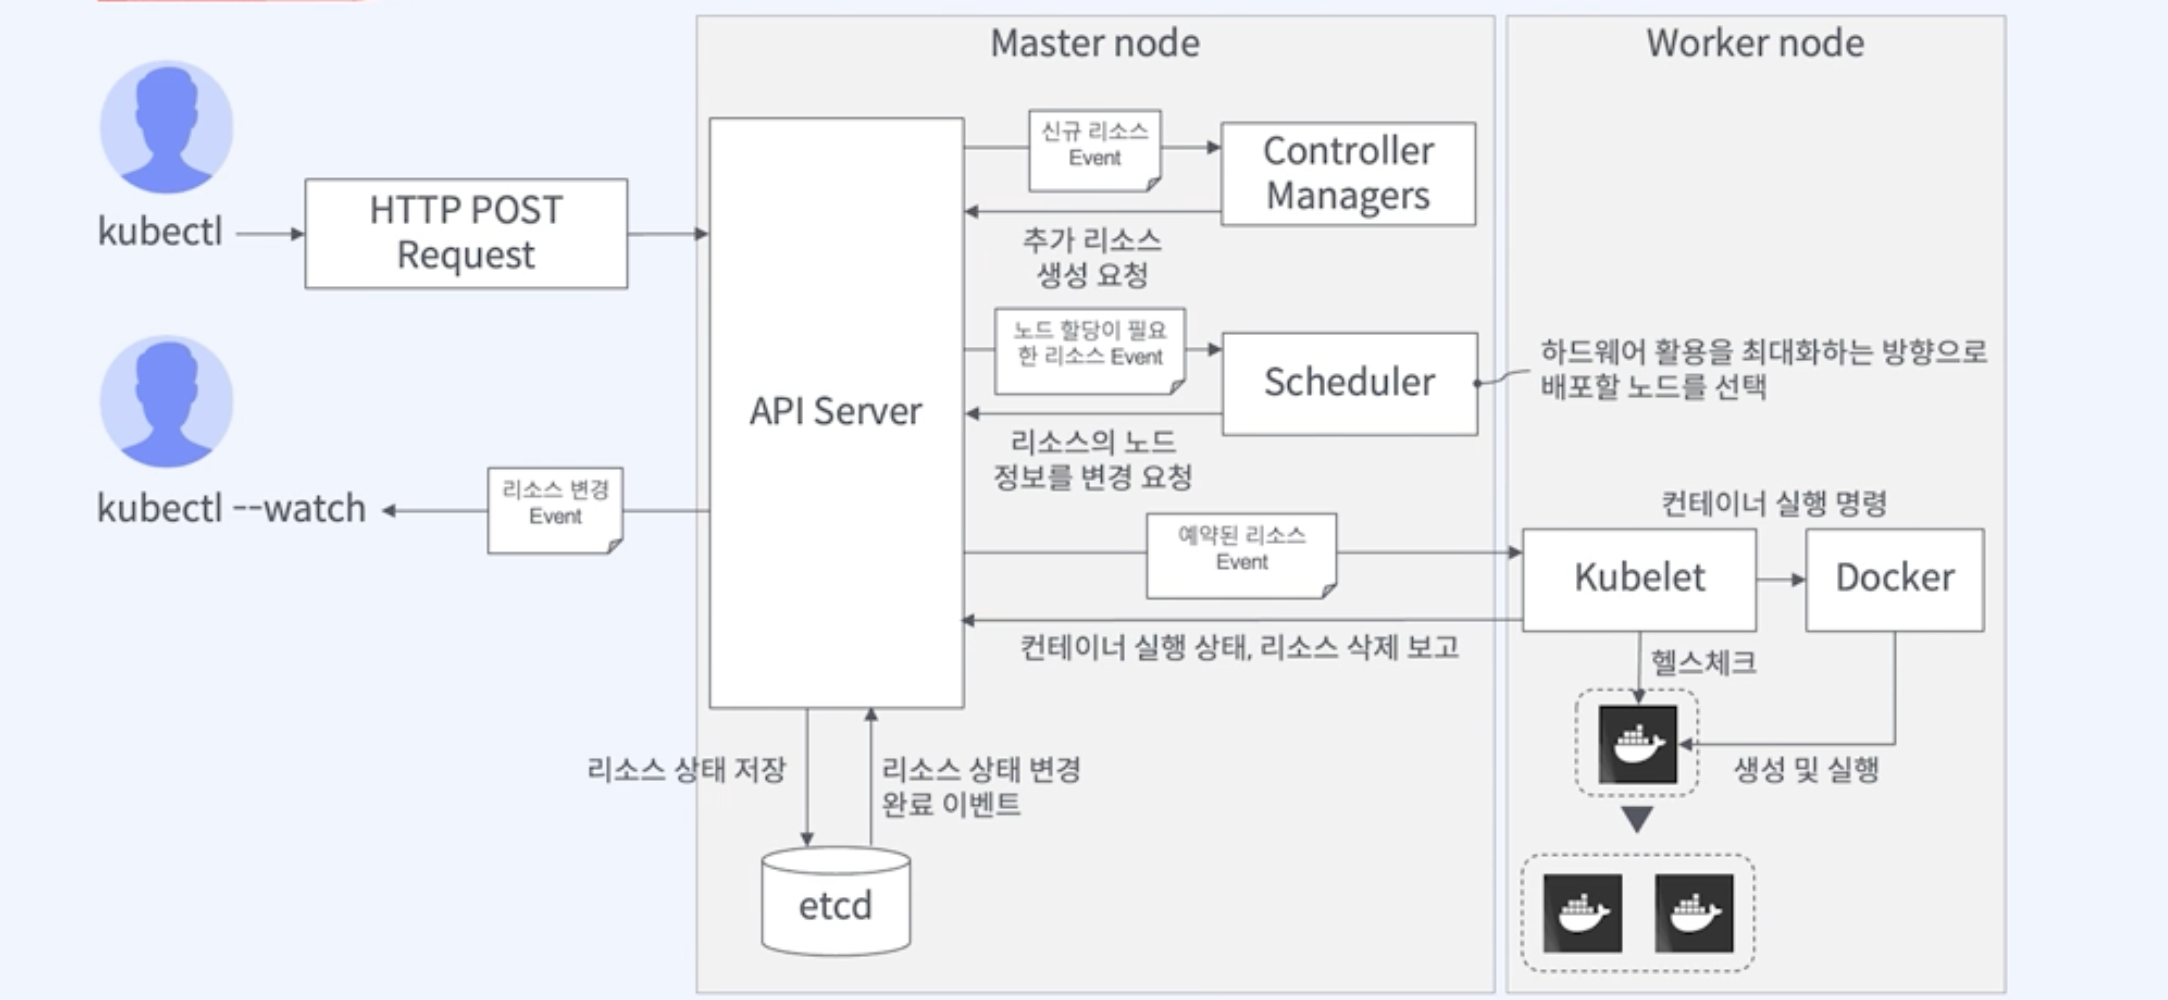 Master node
Worker node
kubectl
HTTP POST
Request
API Server
신규 리소스
Event
Controller
Managers
추가 리소스
생성 요청
노드 할당이 필요
한 리소스 Event
Scheduler
하드웨어 활용을 최대화하는 방향으로
배포할 노드를 선택
리소스의 노드
정보를 변경 요청
kubectl --watch
리소스 변경
Event
예약된 리소스
Event
컨테이너 실행 명령
Kubelet
Docker
컨테이너 실행 상태, 리소스 삭제 보고
헬스체크
생성 및 실행
리소스 상태 저장
리소스 상태 변경
완료 이벤트
etcd